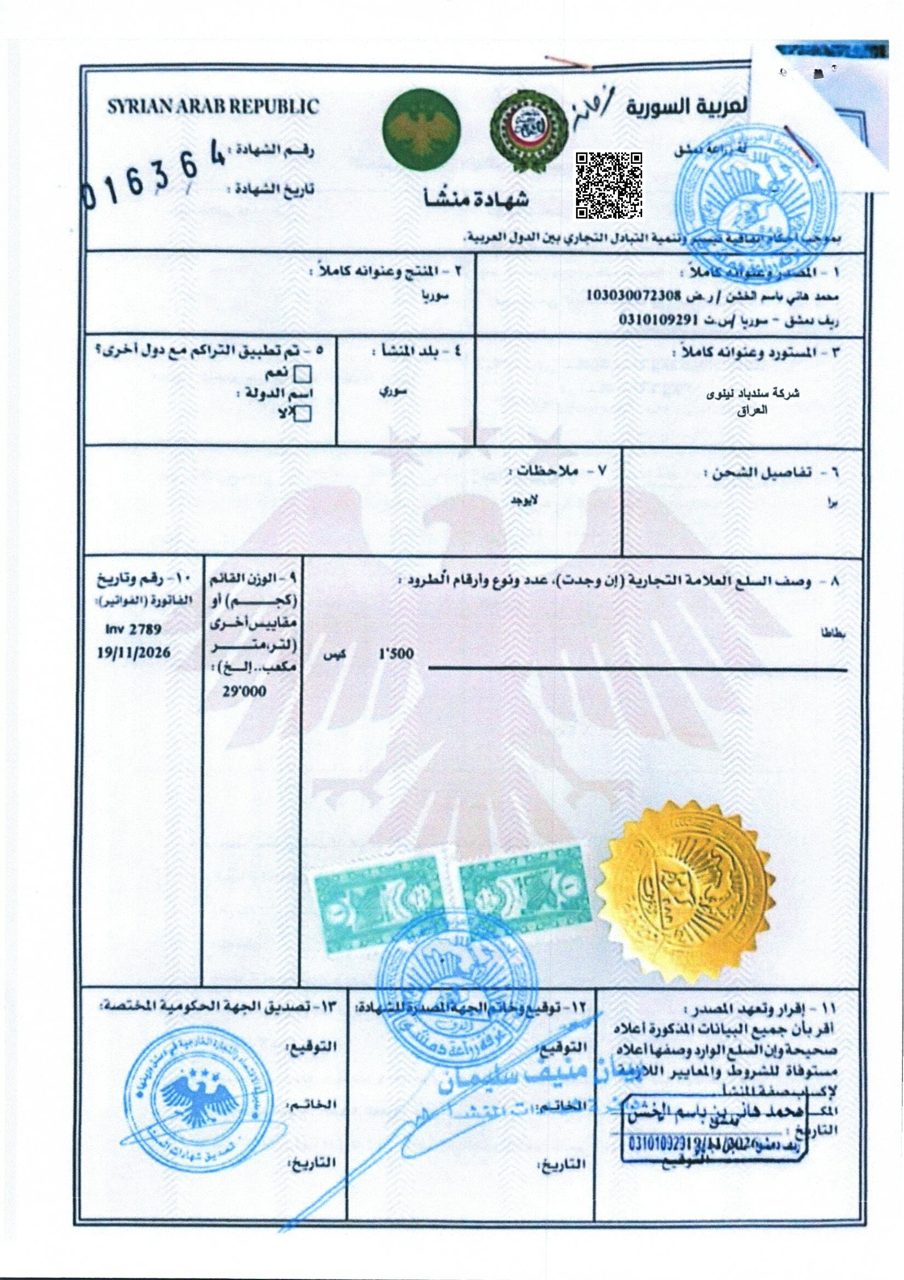 SYRIAN ARAB REPUBLIC
لعربية السورية
رقم الشهادة :
016364
تاريخ الشهادة :
شهادة منشأ
بموجب أحكام اتفاقية تيسير وتنمية التبادل التجاري بين الدول العربية.
١ - المصدر وعنوانه كاملاً :
محمد هاني باسم الخشن / ر.ض 103030072308
ريف دمشق - سوريا /س.ت 0310109291
٢ - المنتج وعنوانه كاملاً :
سوريا
٣ - المستورد وعنوانه كاملاً :
شركة سندباد نينوى
العراق
٤ - بلد المنشأ :
سوري
٥ - تم تطبيق التراكم مع دول أخرى؟
نعم
اسم الدولة :
لا x
٦ - تفاصيل الشحن :
برا
٧ - ملاحظات :
لايوجد
٨ - وصف السلع العلامة التجارية (إن وجدت)، عدد ونوع وأرقام الطرود :
بطاطا
1'500 كيس
٩ - الوزن القائم
(كجم) أو
مقاييس أخرى
(لتر،متر
مكعب..إلخ) :
29'000
١٠- رقم وتاريخ
الفاتورة (الفواتير):
Inv 2789
19/11/2026
١١ - إقرار وتعهد المصدر :
أقر بأن جميع البيانات المذكورة أعلاه
صحيحة وإن السلع الوارد وصفها أعلاه
مستوفاة للشروط والمعايير اللازمة
لإكساب صفة المنشأ.
محمد هاني بن باسم الخشن
التاريخ :
التوقيع
١٢- توقيع وخاتم الجهة المصدرة للشهادة:
التوقيع:
ريان منيف سليمان
الخاتم:
التاريخ:
غرفة زراعة دمشق
١٣- تصديق الجهة الحكومية المختصة:
التوقيع:
الخاتم:
التاريخ: